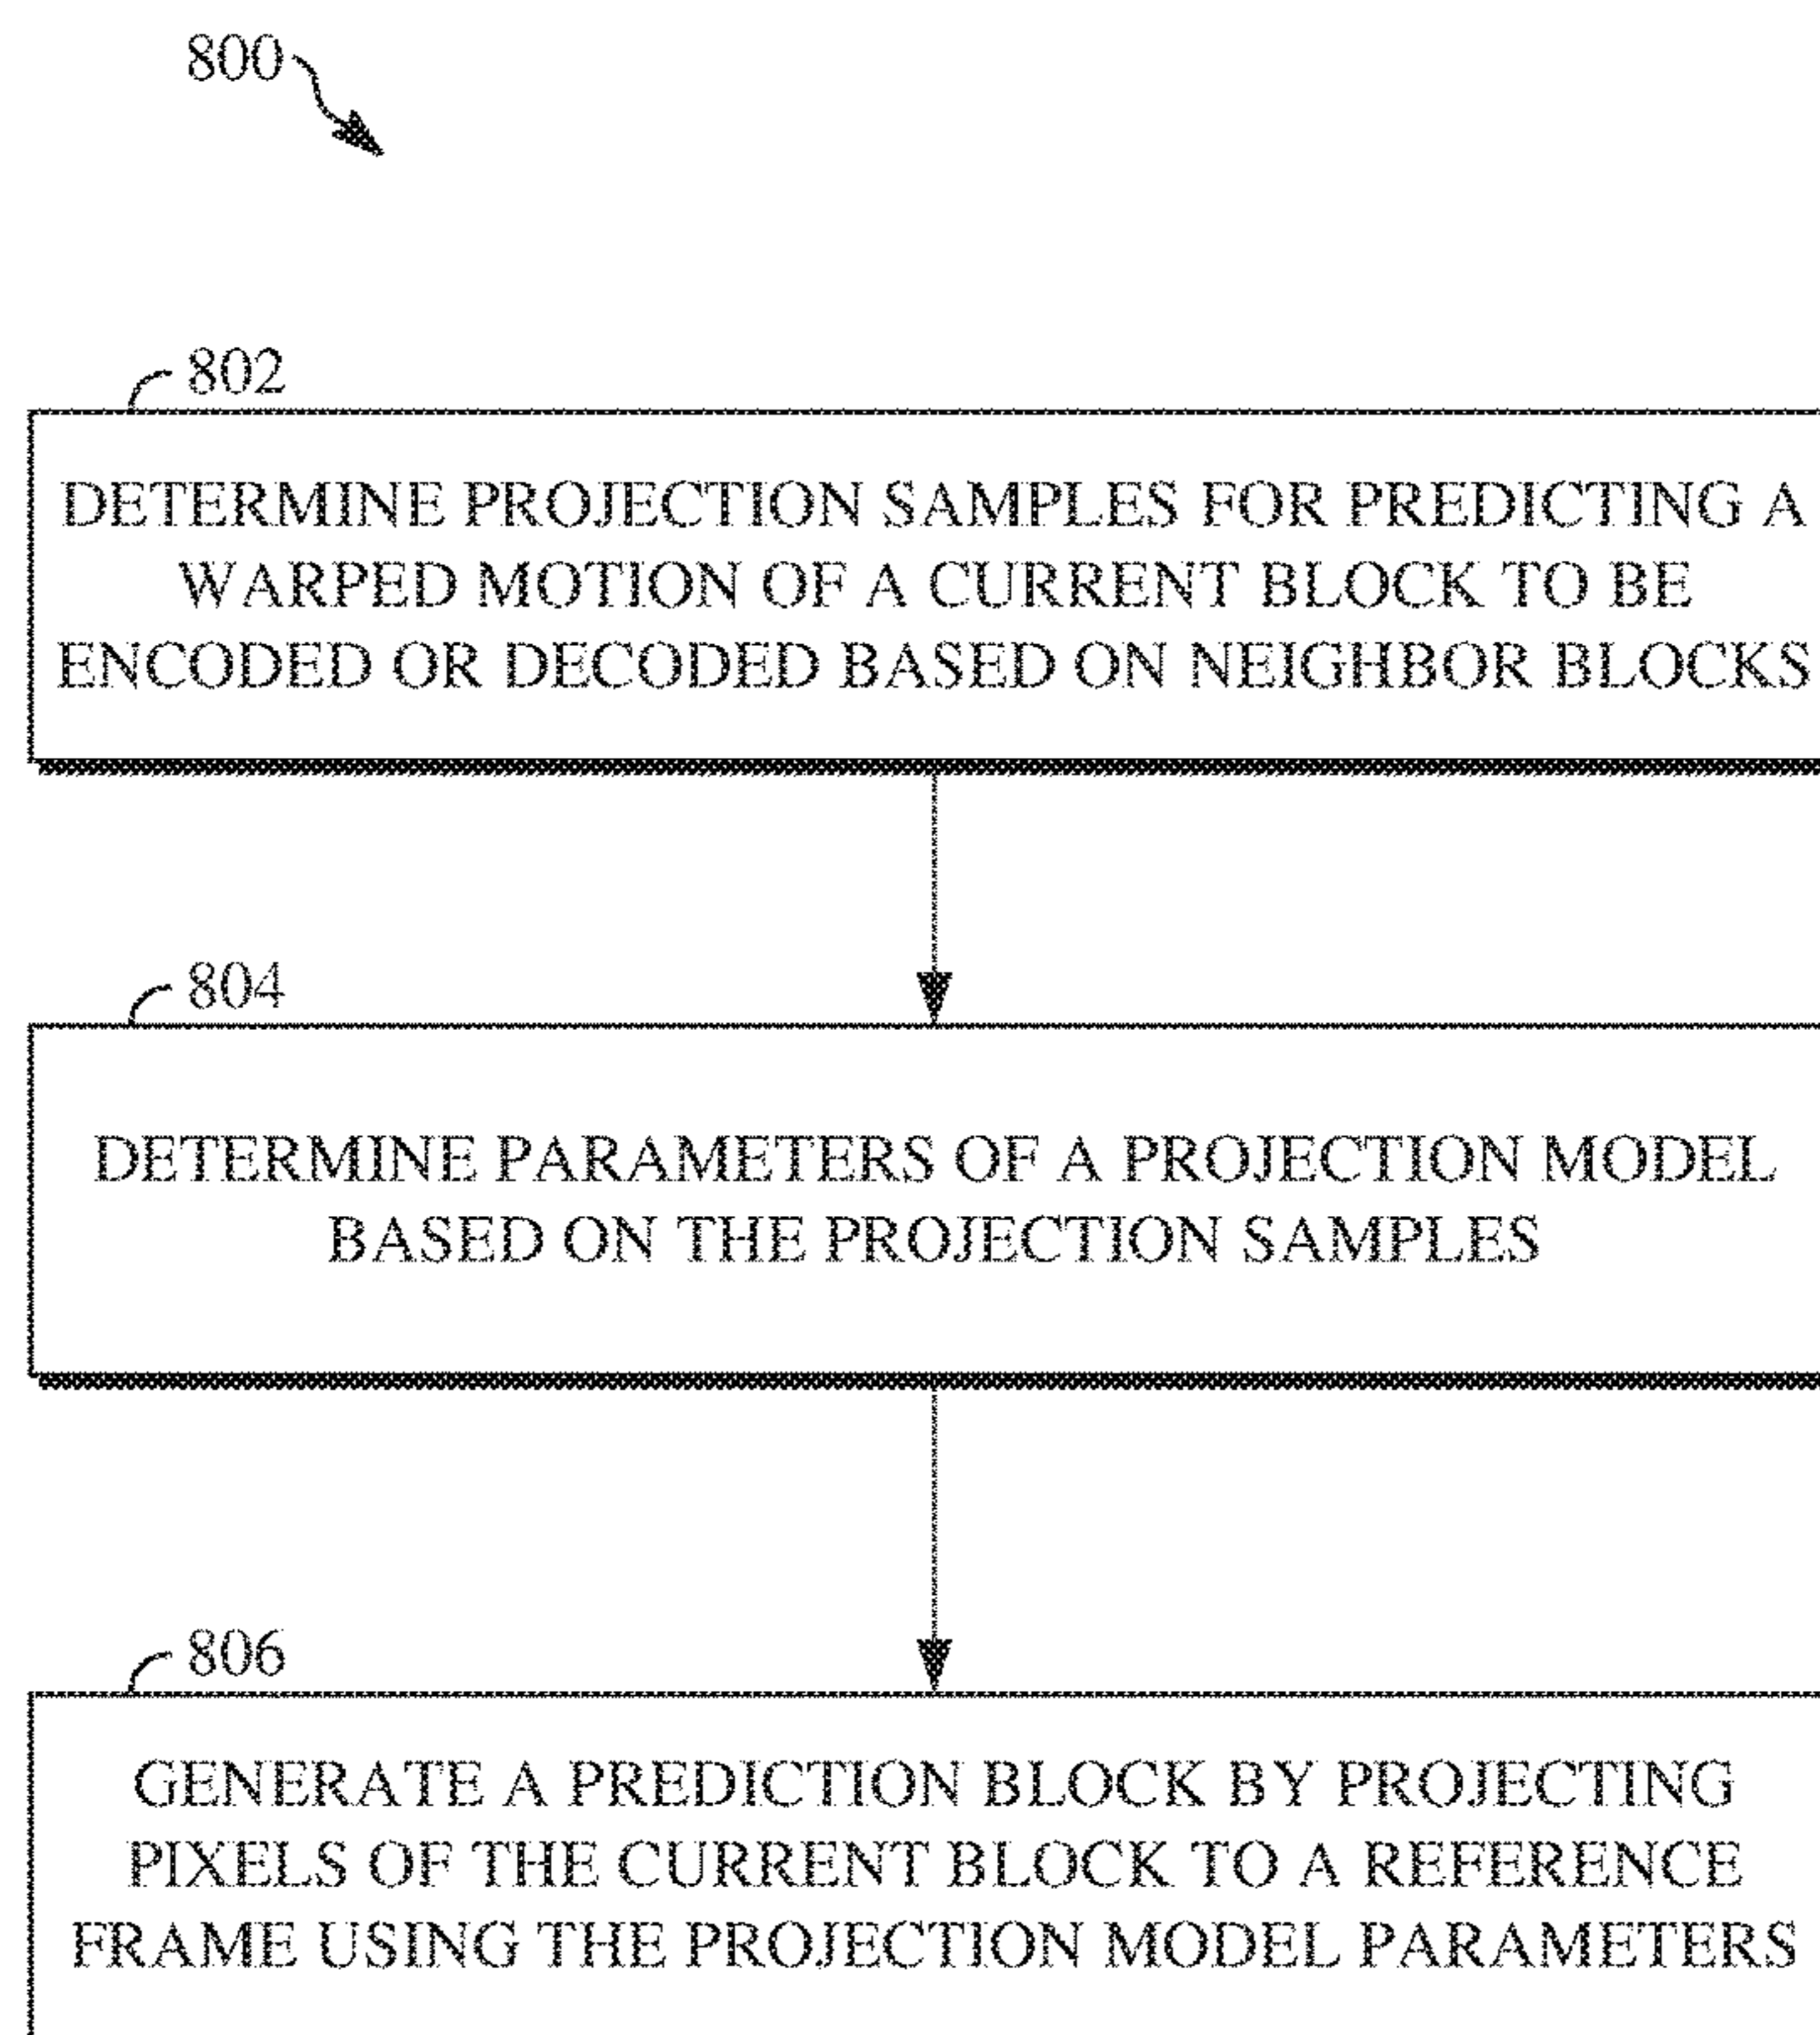 800
802
DETERMINE PROJECTION SAMPLES FOR PREDICTING A
WARPED MOTION OF A CURRENT BLOCK TO BE
ENCODED OR DECODED BASED ON NEIGHBOR BLOCKS
804
DETERMINE PARAMETERS OF A PROJECTION MODEL
BASED ON THE PROJECTION SAMPLES
806
GENERATE A PREDICTION BLOCK BY PROJECTING
PIXELS OF THE CURRENT BLOCK TO A REFERENCE
FRAME USING THE PROJECTION MODEL PARAMETERS